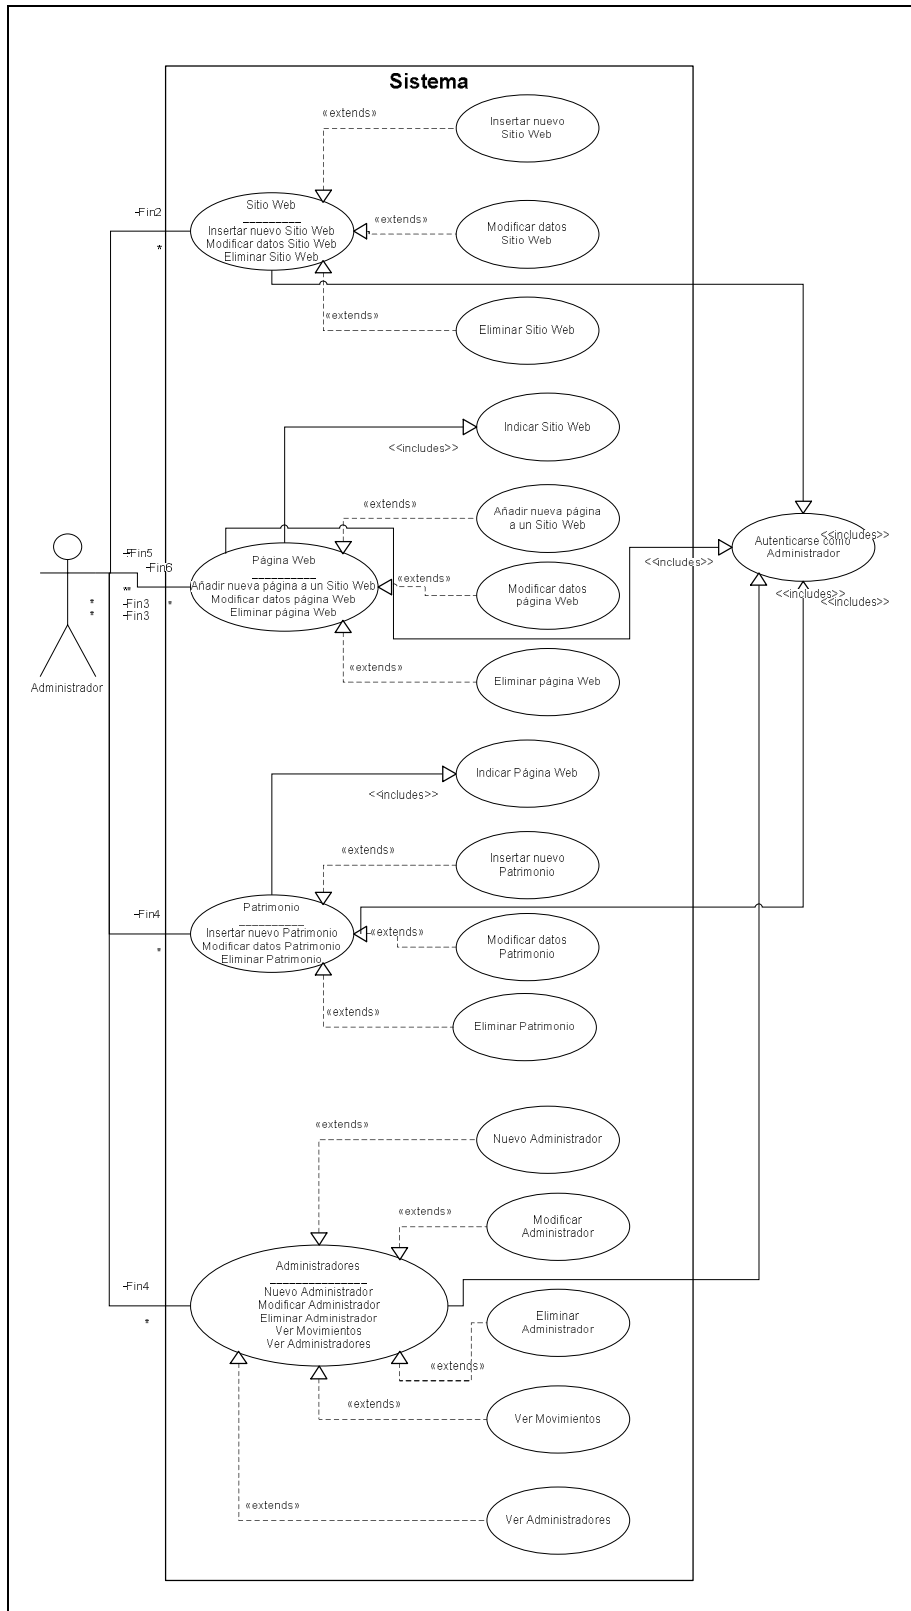 Sistema
«extends»
Insertar nuevo
Sitio Web
-Fin2
*
Sitio Web
__________
Insertar nuevo Sitio Web
Modificar datos Sitio Web
Eliminar Sitio Web
«extends»
Modificar datos
Sitio Web
«extends»
Eliminar Sitio Web
Indicar Sitio Web
<<includes>>
«extends»
Añadir nueva página
a un Sitio Web
Autenticarse como
Administrador
<<includes>>
<<includes>>
<<includes>>
<<includes>>
-Fin5
-Fin6
**
*
-Fin3
*
-Fin3
*
Página Web
__________
Añadir nueva página a un Sitio Web
Modificar datos página Web
Eliminar página Web
«extends»
Modificar datos
página Web
«extends»
Eliminar página Web
Administrador
Indicar Página Web
<<includes>>
«extends»
Insertar nuevo
Patrimonio
-Fin4
*
Patrimonio
__________
Insertar nuevo Patrimonio
Modificar datos Patrimonio
Eliminar Patrimonio
«extends»
Modificar datos
Patrimonio
«extends»
Eliminar Patrimonio
«extends»
Nuevo Administrador
«extends»
Modificar
Administrador
-Fin4
*
Administradores
_______________
Nuevo Administrador
Modificar Administrador
Eliminar Administrador
Ver Movimientos
Ver Administradores
Eliminar
Administrador
«extends»
«extends»
Ver Movimientos
«extends»
Ver Administradores